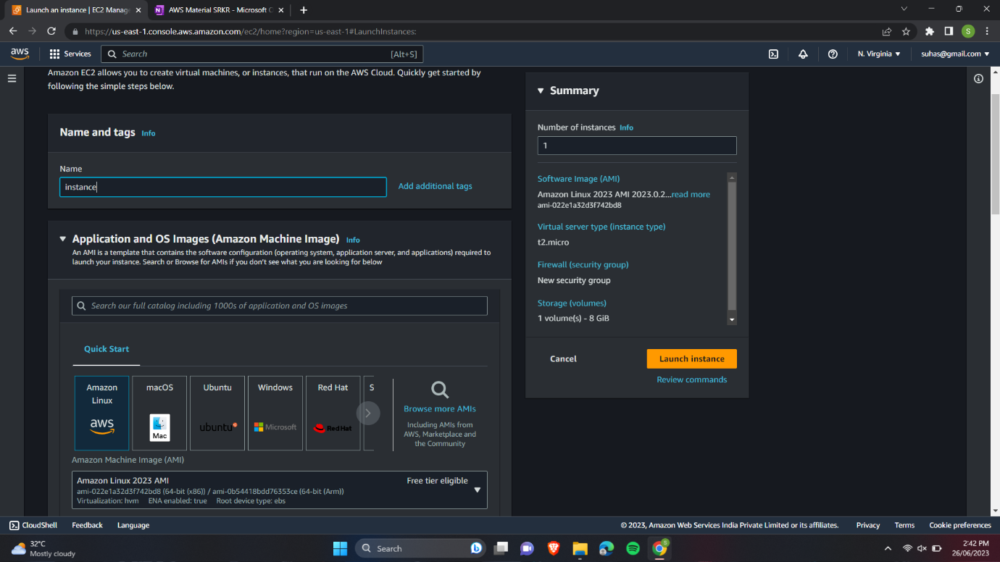 Launch an instance | EC2 Manage
AWS Material SRKR - Microsoft
https://us-east-1.console.aws.amazon.com/ec2/home?region=us-east-1#LaunchInstances:
S
aws
Services
Search
[Alt+S]
N. Virginia
suhas@gmail.com
Amazon EC2 allows you to create virtual machines, or instances, that run on the AWS Cloud. Quickly get started by
following the simple steps below.
Name and tags Info
Name
instance
Add additional tags
Application and OS Images (Amazon Machine Image) Info
An AMI is a template that contains the software configuration (operating system, application server, and applications) required to
launch your instance. Search or Browse for AMIs if you don't see what you are looking for below
Search our full catalog including 1000s of application and OS images
Quick Start
Amazon
Linux
aws
macOS
Mac
Ubuntu
ubuntu
Windows
Microsoft
Red Hat
Red Hat
S
Browse more AMIs
Including AMIs from
AWS, Marketplace and
the Community
Amazon Machine Image (AMI)
Amazon Linux 2023 AMI
Free tier eligible
ami-022e1a32d3f742bd8 (64-bit (x86)) / ami-0b54418bdd76353ce (64-bit (Arm))
Virtualization: hvm ENA enabled: true Root device type: ebs
Summary
Number of instances Info
1
Software Image (AMI)
Amazon Linux 2023 AMI 2023.0.2...read more
ami-022e1a32d3f742bd8
Virtual server type (instance type)
t2.micro
Firewall (security group)
New security group
Storage (volumes)
1 volume(s) - 8 GiB
Cancel
Launch instance
Review commands
CloudShell
Feedback
Language
© 2023, Amazon Web Services India Private Limited or its affiliates.
Privacy
Terms
Cookie preferences
32°C
Mostly cloudy
Search
2:42 PM
26/06/2023